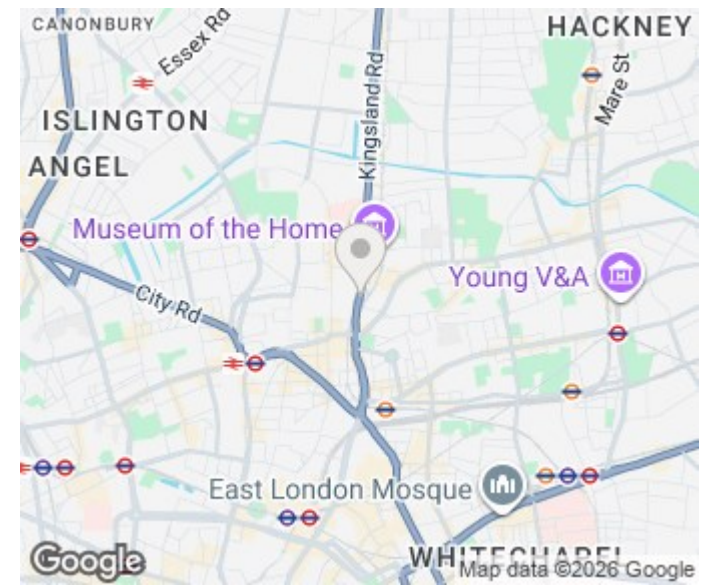 CANONBURY
Essex Rd
HACKNEY
Mare St
Kingsland Rd
ISLINGTON
ANGEL
Museum of the Home
Young V&A
City Rd
East London Mosque
WHITECHAPEL
Google
Map data ©2026 Google